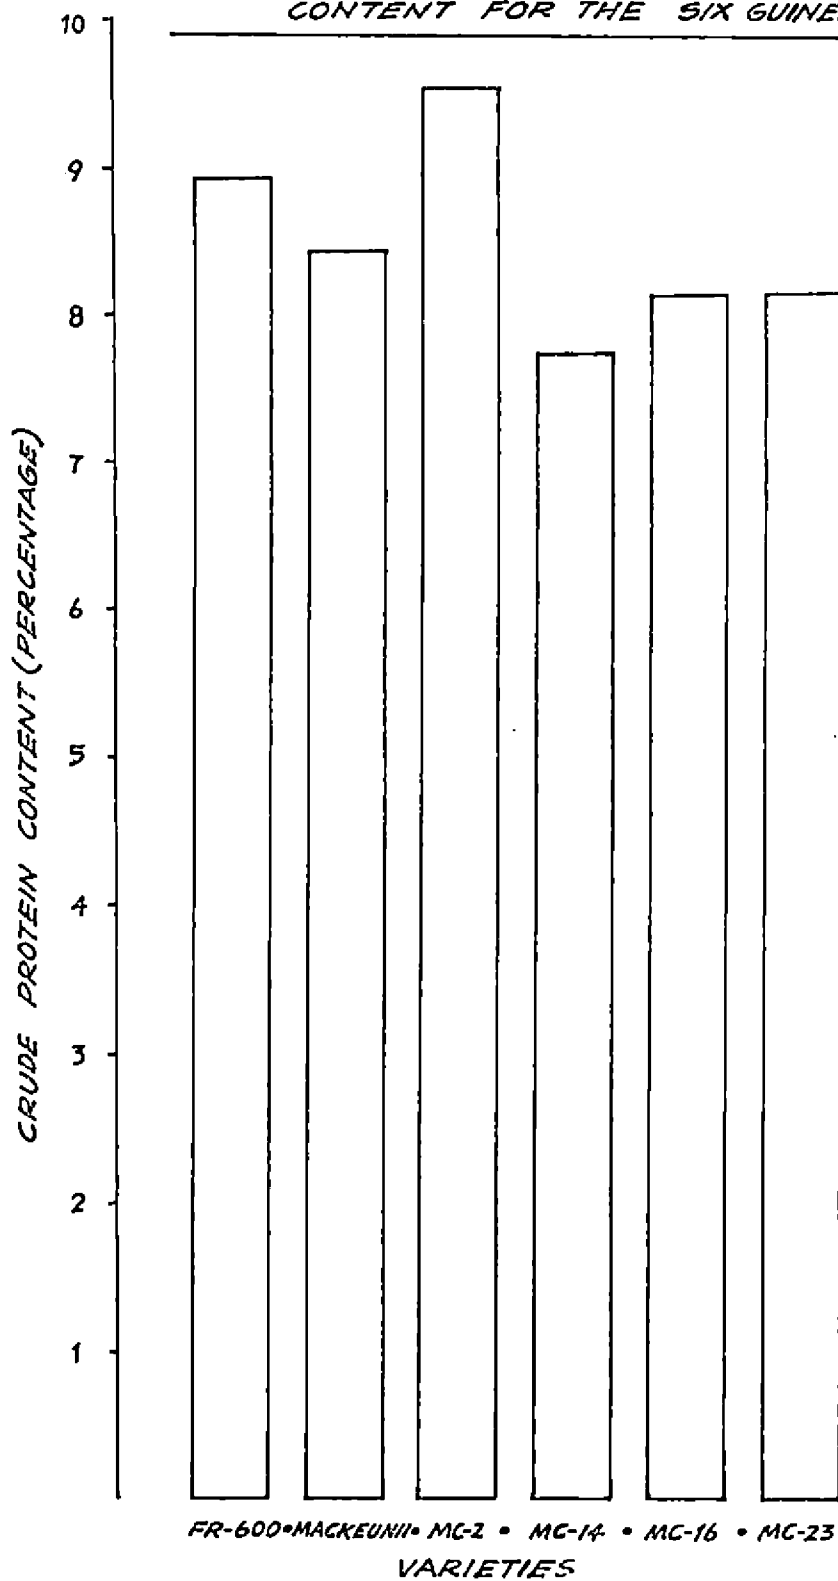 CONTENT FOR THE SIX GUINE
10
9
8
7
6
5
4
3
2
1
CRUDE PROTEIN CONTENT (PERCENTAGE)
FR-600•MACKEUNII• MC-2 • MC-14 • MC-16 • MC-23
VARIETIES